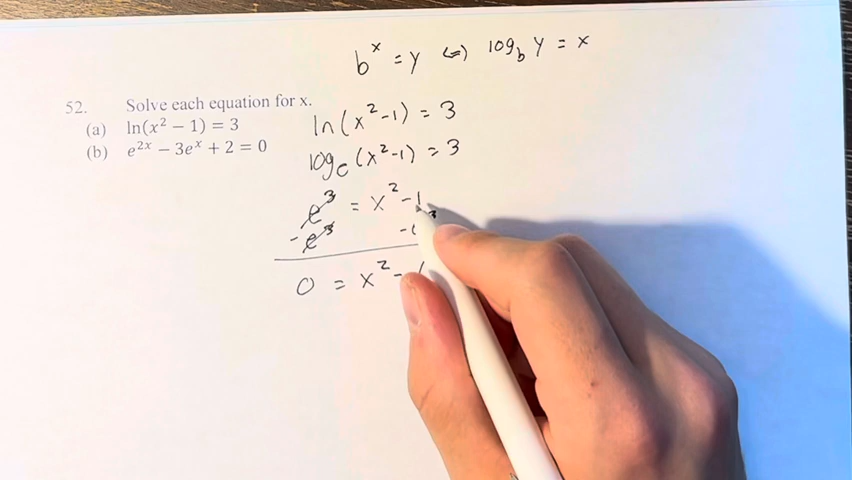 b^x = y ⇔ log_b y = x
52. Solve each equation for x.
(a) ln(x² − 1) = 3
(b) e^{2x} − 3e^x + 2 = 0
ln(x² - 1) = 3
log_e (x² - 1) = 3
e³ = x² - 1
- e³ -
0 = x² -